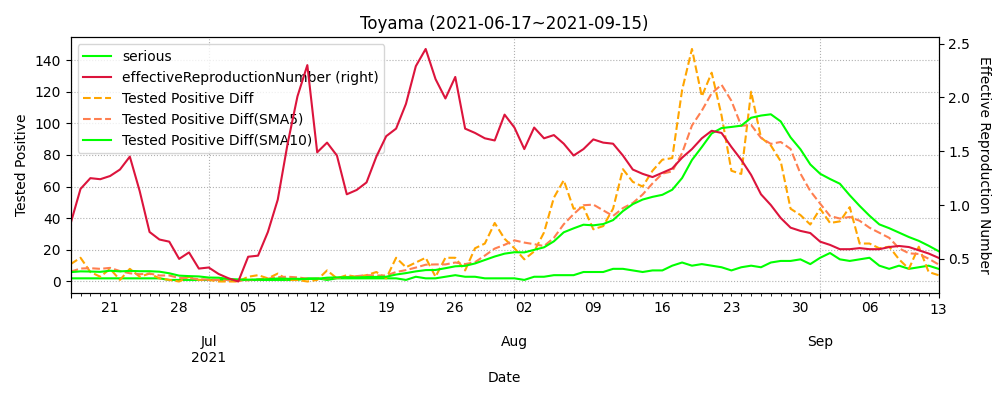 Toyama (2021-06-17~2021-09-15)
serious
effectiveReproductionNumber (right)
Tested Positive Diff
Tested Positive Diff(SMA5)
Tested Positive Diff(SMA10)
Tested Positive
140
120
100
80
60
40
20
0
Effective Reproduction Number
2.5
2.0
1.5
1.0
0.5
21 28 05 12 19 26 02 09 16 23 30 06 13
Jul Aug Sep
2021
Date